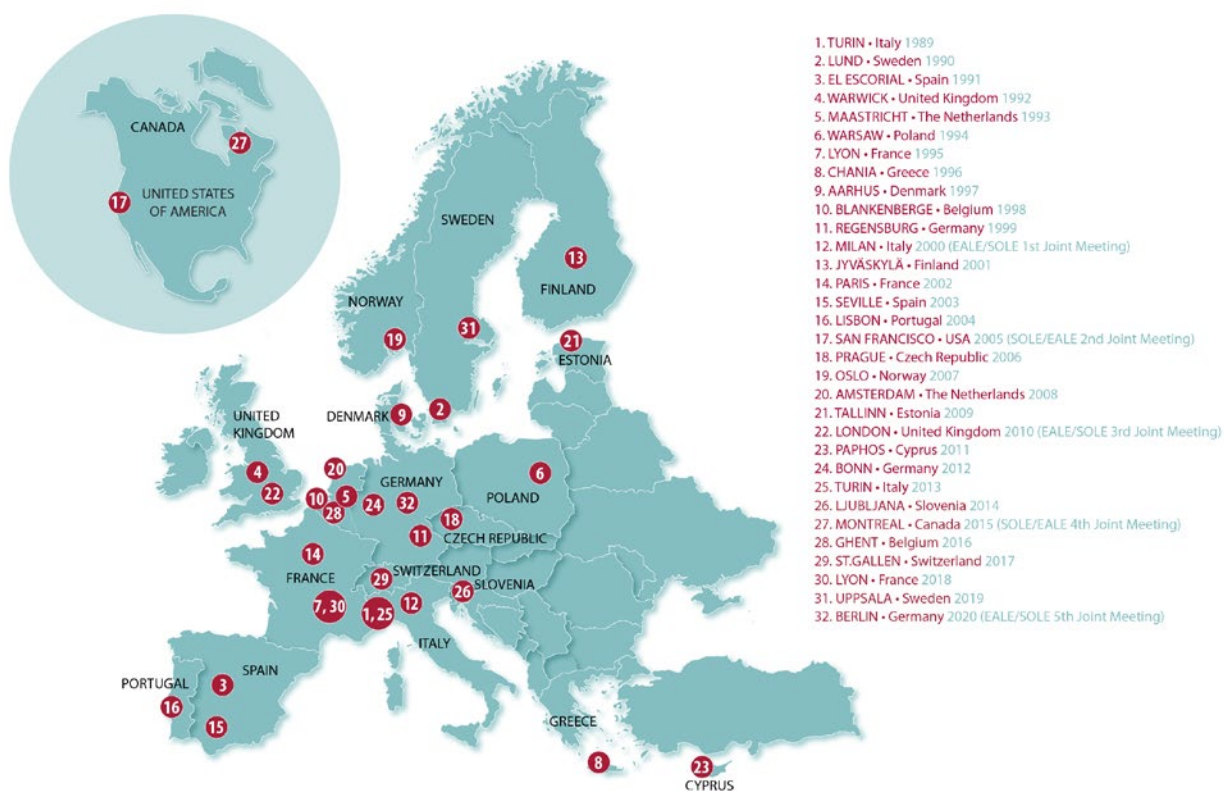 CANADA
27
17
UNITED STATES
OF AMERICA
SWEDEN
13
FINLAND
NORWAY
19
31
21
ESTONIA
UNITED
KINGDOM
DENMARK
9
2
4
22
20
10
5
28
GERMANY
24
32
6
POLAND
18
11
CZECH REPUBLIC
14
FRANCE
29
SWITZERLAND
26
SLOVENIA
7, 30
1, 25
12
ITALY
PORTUGAL
SPAIN
3
16
15
GREECE
8
23
CYPRUS
1. TURIN • Italy 1989
2. LUND • Sweden 1990
3. EL ESCORIAL • Spain 1991
4. WARWICK • United Kingdom 1992
5. MAASTRICHT • The Netherlands 1993
6. WARSAW • Poland 1994
7. LYON • France 1995
8. CHANIA • Greece 1996
9. AARHUS • Denmark 1997
10. BLANKENBERGE • Belgium 1998
11. REGENSBURG • Germany 1999
12. MILAN • Italy 2000 (EALE/SOLE 1st Joint Meeting)
13. JYVÄSKYLÄ • Finland 2001
14. PARIS • France 2002
15. SEVILLE • Spain 2003
16. LISBON • Portugal 2004
17. SAN FRANCISCO • USA 2005 (SOLE/EALE 2nd Joint Meeting)
18. PRAGUE • Czech Republic 2006
19. OSLO • Norway 2007
20. AMSTERDAM • The Netherlands 2008
21. TALLINN • Estonia 2009
22. LONDON • United Kingdom 2010 (EALE/SOLE 3rd Joint Meeting)
23. PAPHOS • Cyprus 2011
24. BONN • Germany 2012
25. TURIN • Italy 2013
26. LJUBLJANA • Slovenia 2014
27. MONTREAL • Canada 2015 (SOLE/EALE 4th Joint Meeting)
28. GHENT • Belgium 2016
29. ST.GALLEN • Switzerland 2017
30. LYON • France 2018
31. UPPSALA • Sweden 2019
32. BERLIN • Germany 2020 (EALE/SOLE 5th Joint Meeting)